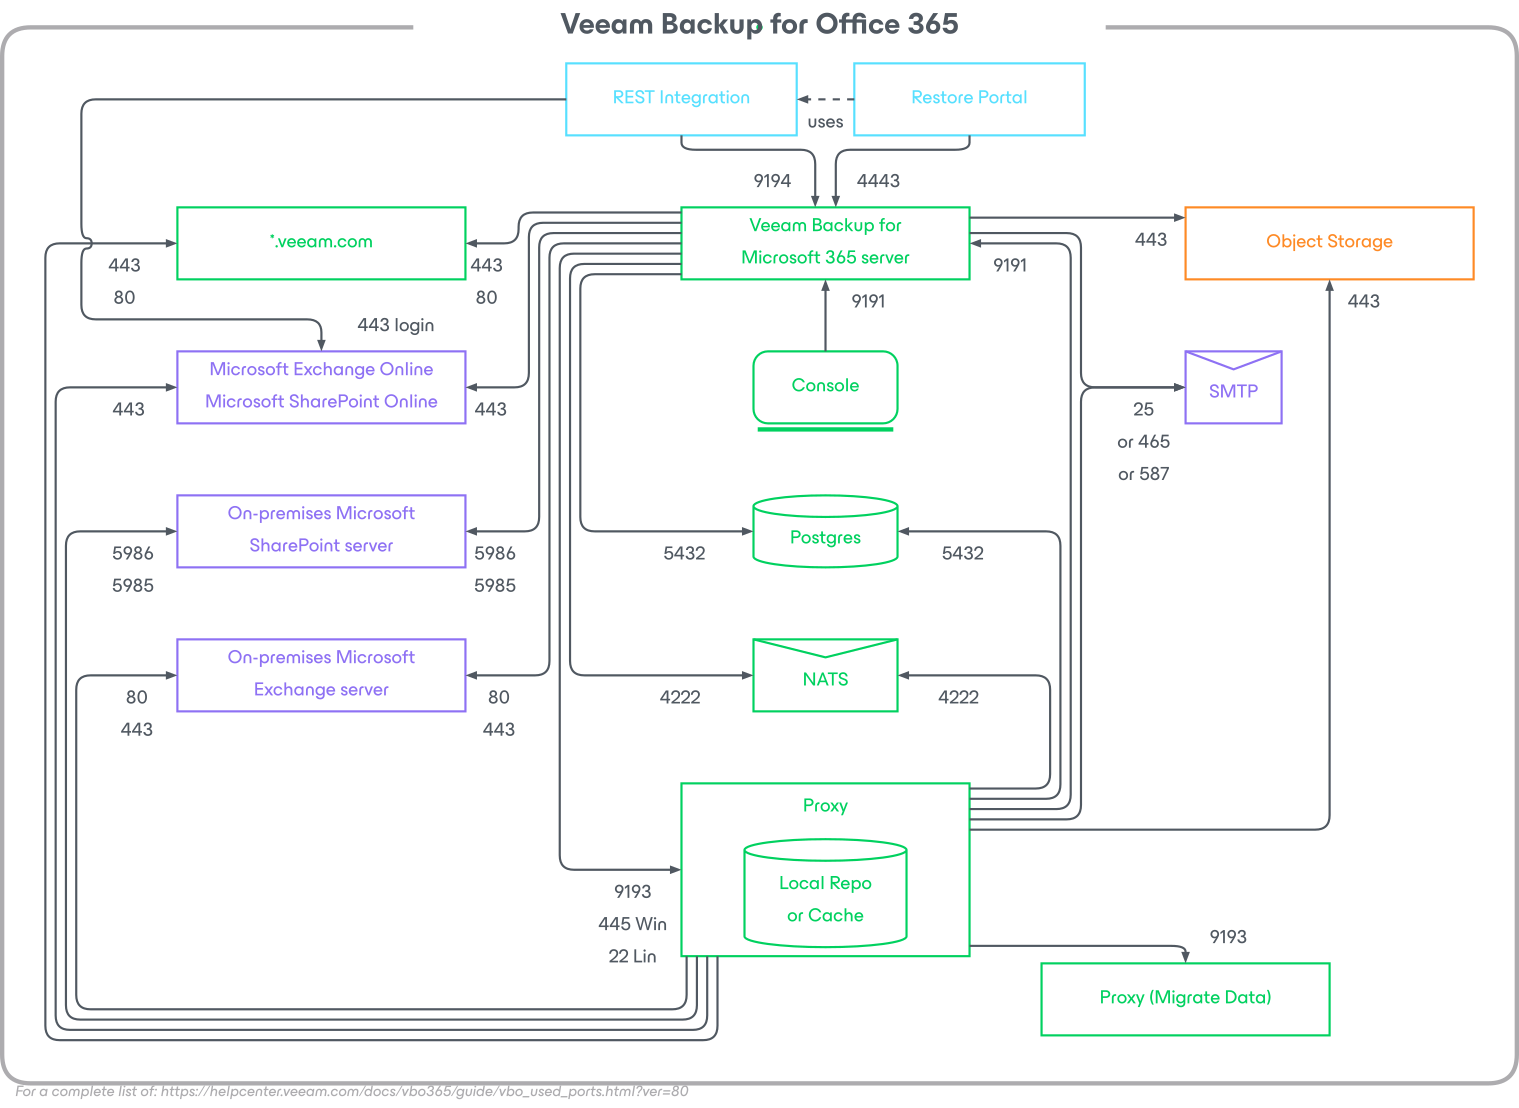 Veeam Backup for Office 365
REST Integration
Restore Portal
uses
9194
4443
*.veeam.com
443
80
443
80
Veeam Backup for
Microsoft 365 server
443
9191
Object Storage
9191
443
443 login
Microsoft Exchange Online
Microsoft SharePoint Online
443
443
Console
SMTP
25
or 465
or 587
On-premises Microsoft
SharePoint server
5986
5985
5986
5985
Postgres
5432
5432
On-premises Microsoft
Exchange server
80
443
80
443
NATS
4222
4222
Proxy
Local Repo
or Cache
9193
445 Win
22 Lin
9193
Proxy (Migrate Data)
For a complete list of: https://helpcenter.veeam.com/docs/vbo365/guide/vbo_used_ports.html?ver=80